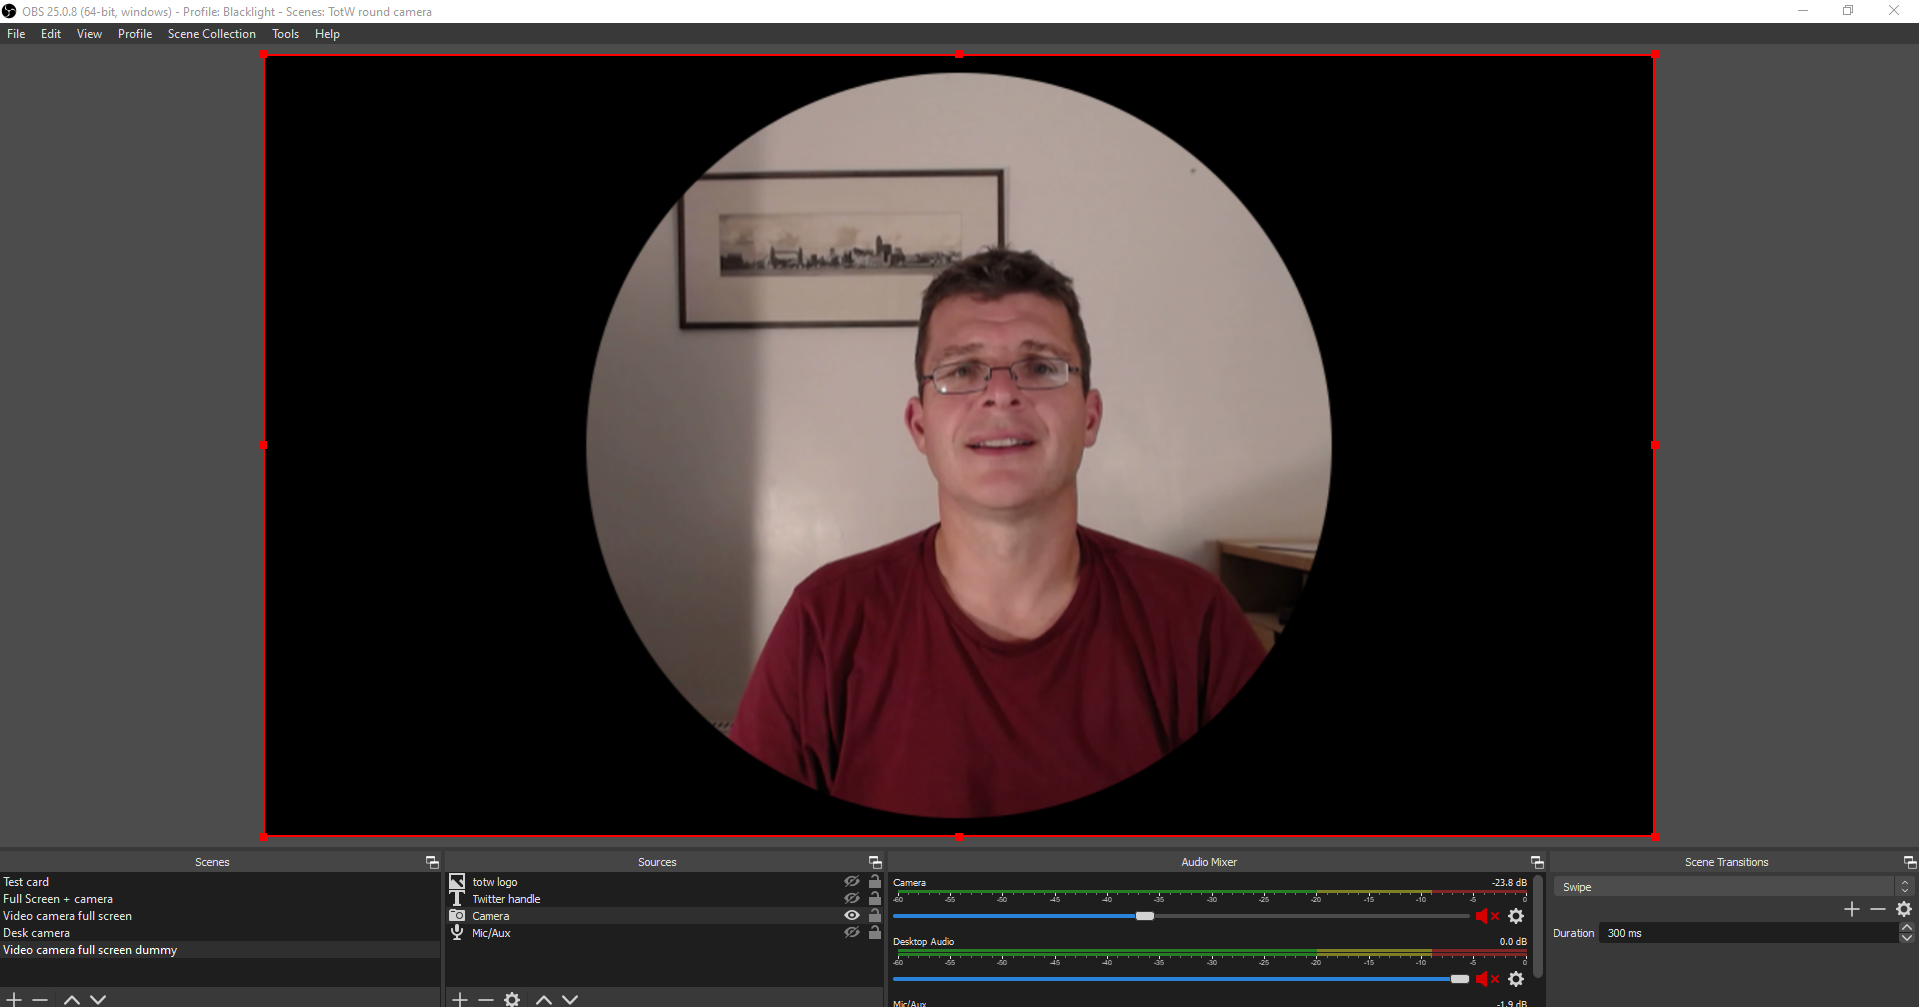 OBS 25.0.8 (64-bit, windows) - Profile: Blacklight - Scenes: TotW round camera
File Edit View Profile Scene Collection Tools Help
Scenes
Test card
Full Screen + camera
Video camera full screen
Desk camera
Video camera full screen dummy
Sources
totw logo
Twitter handle
Camera
Mic/Aux
Audio Mixer
Camera -23.8 dB
-60 -55 -50 -45 -40 -35 -30 -25 -20 -15 -10 -5 0
Desktop Audio 0.0 dB
-60 -55 -50 -45 -40 -35 -30 -25 -20 -15 -10 -5 0
Mic/Aux -1.9 dB
Scene Transitions
Swipe
Duration 300 ms